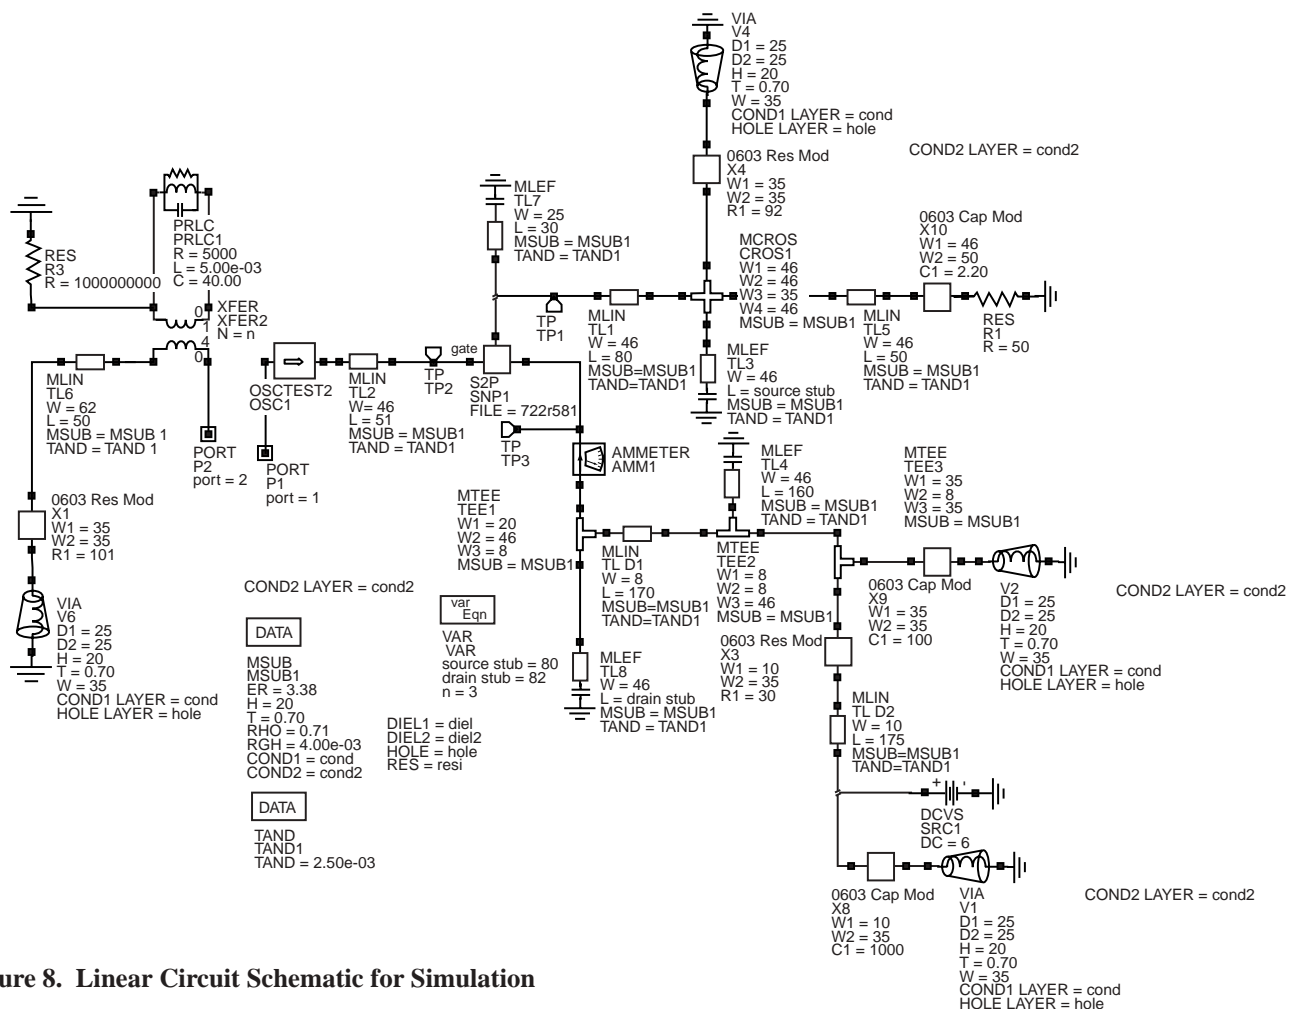 VIA
V4
D1 = 25
D2 = 25
H = 20
T = 0.70
W = 35
COND1 LAYER = cond
HOLE LAYER = hole
COND2 LAYER = cond2
0603 Res Mod
X4
W1 = 35
W2 = 35
R1 = 92
0603 Cap Mod
X10
W1 = 46
W2 = 50
C1 = 2.20
MLEF
TL7
W = 25
L = 30
MSUB = MSUB1
TAND = TAND1
PRLC
PRLC1
R = 5000
L = 5.00e-03
C = 40.00
RES
R3
R = 1000000000
MCROS
CROS1
W1 = 46
W2 = 46
W3 = 35
W4 = 46
MSUB = MSUB1
0
1
4
0
XFER
XFER2
N = n
TP
TP1
MLIN
TL1
W = 46
L = 80
MSUB=MSUB1
TAND=TAND1
MLIN
TL5
W = 46
L = 50
MSUB = MSUB1
TAND = TAND1
RES
R1
R = 50
MLEF
TL3
W = 46
L = source stub
MSUB = MSUB1
TAND = TAND1
MLIN
TL6
W = 62
L = 50
MSUB = MSUB 1
TAND = TAND 1
OSCTEST2
OSC1
MLIN
TL2
W= 46
L = 51
MSUB = MSUB1
TAND = TAND1
TP
TP2
gate
S2P
SNP1
FILE = 722r581
TP
TP3
PORT
P2
port = 2
PORT
P1
port = 1
AMMETER
AMM1
MLEF
TL4
W = 46
L = 160
MSUB = MSUB1
TAND = TAND1
MTEE
TEE3
W1 = 35
W2 = 8
W3 = 35
MSUB = MSUB1
0603 Res Mod
X1
W1 = 35
W2 = 35
R1 = 101
MTEE
TEE1
W1 = 20
W2 = 46
W3 = 8
MSUB = MSUB1
MLIN
TL D1
W = 8
L = 170
MSUB=MSUB1
TAND=TAND1
MTEE
TEE2
W1 = 8
W2 = 8
W3 = 46
MSUB = MSUB1
0603 Cap Mod
X9
W1 = 35
W2 = 35
C1 = 100
V2
D1 = 25
D2 = 25
H = 20
T = 0.70
W = 35
COND1 LAYER = cond
HOLE LAYER = hole
COND2 LAYER = cond2
COND2 LAYER = cond2
VIA
V6
D1 = 25
D2 = 25
H = 20
T = 0.70
W = 35
COND1 LAYER = cond
HOLE LAYER = hole
DATA
MSUB
MSUB1
ER = 3.38
H = 20
T = 0.70
RHO = 0.71
RGH = 4.00e-03
COND1 = cond
COND2 = cond2
DIEL1 = diel
DIEL2 = diel2
HOLE = hole
RES = resi
var
Eqn
VAR
VAR
source stub = 80
drain stub = 82
n = 3
MLEF
TL8
W = 46
L = drain stub
MSUB = MSUB1
TAND = TAND1
0603 Res Mod
X3
W1 = 10
W2 = 35
R1 = 30
MLIN
TL D2
W = 10
L = 175
MSUB=MSUB1
TAND=TAND1
+ -
DCVS
SRC1
DC = 6
DATA
TAND
TAND1
TAND = 2.50e-03
0603 Cap Mod
X8
W1 = 10
W2 = 35
C1 = 1000
VIA
V1
D1 = 25
D2 = 25
H = 20
T = 0.70
W = 35
COND1 LAYER = cond
HOLE LAYER = hole
COND2 LAYER = cond2
ure 8. Linear Circuit Schematic for Simulation